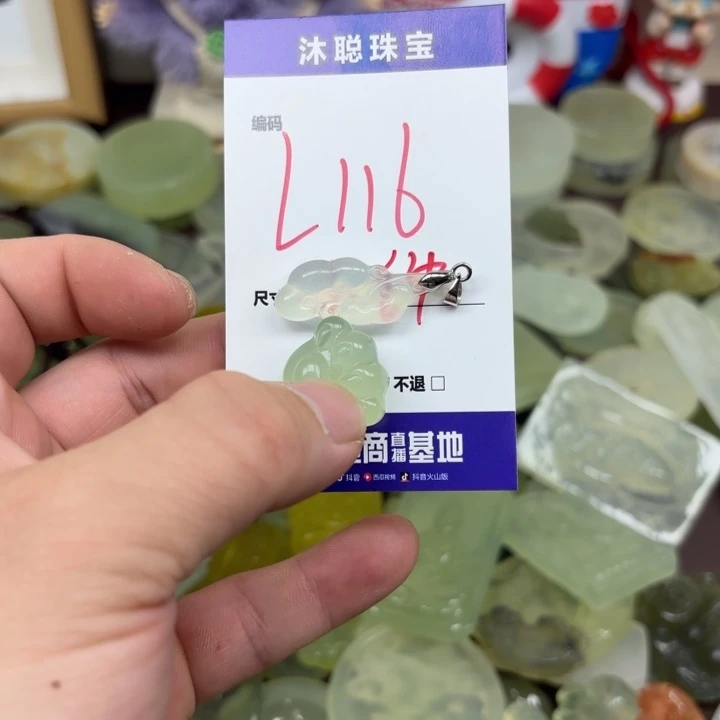 沐聪珠宝
编码
L116
件
尺寸
不退 □
商直播基地
抖音 西瓜视频 抖音火山版